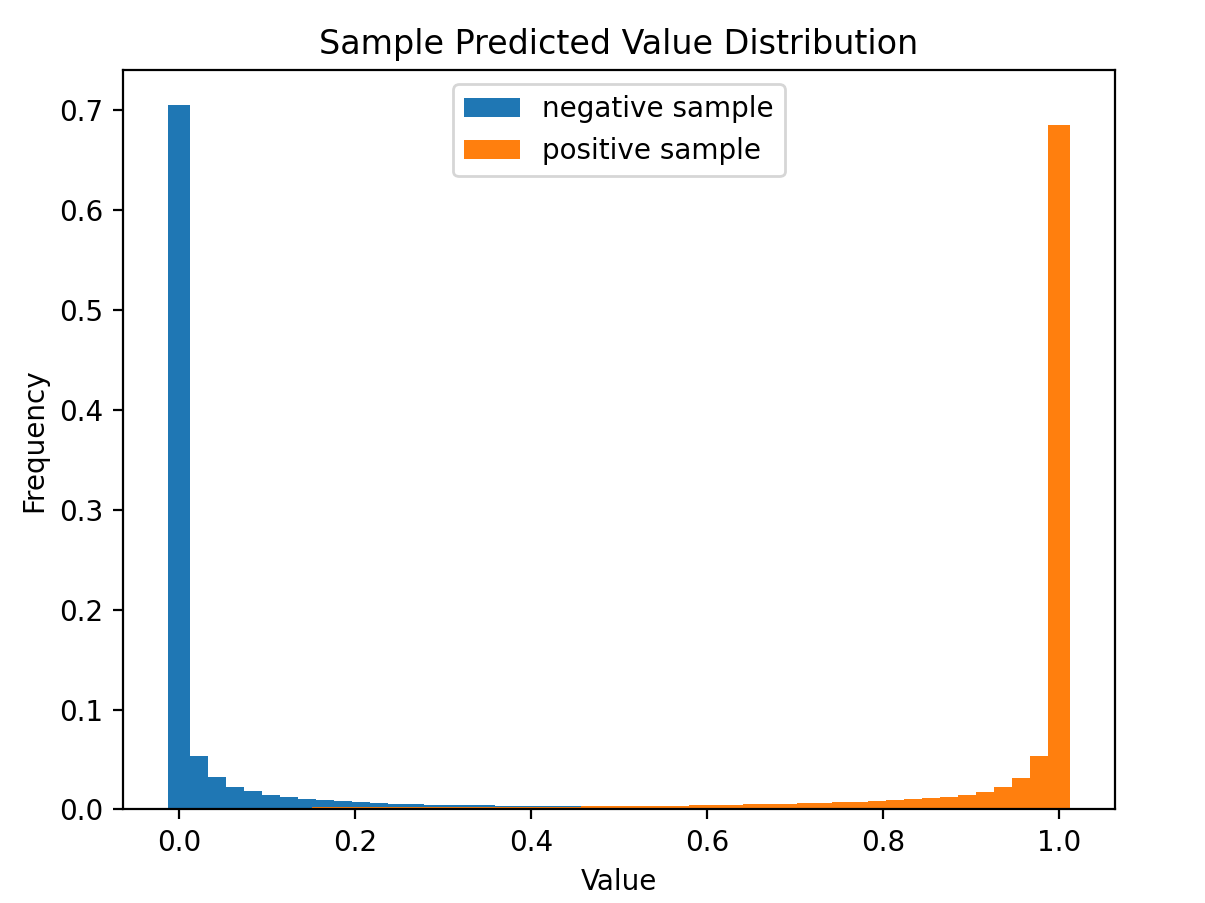 Sample Predicted Value Distribution
negative sample
positive sample
0.7
0.6
0.5
0.4
0.3
0.2
0.1
0.0
Frequency
0.0 0.2 0.4 0.6 0.8 1.0
Value